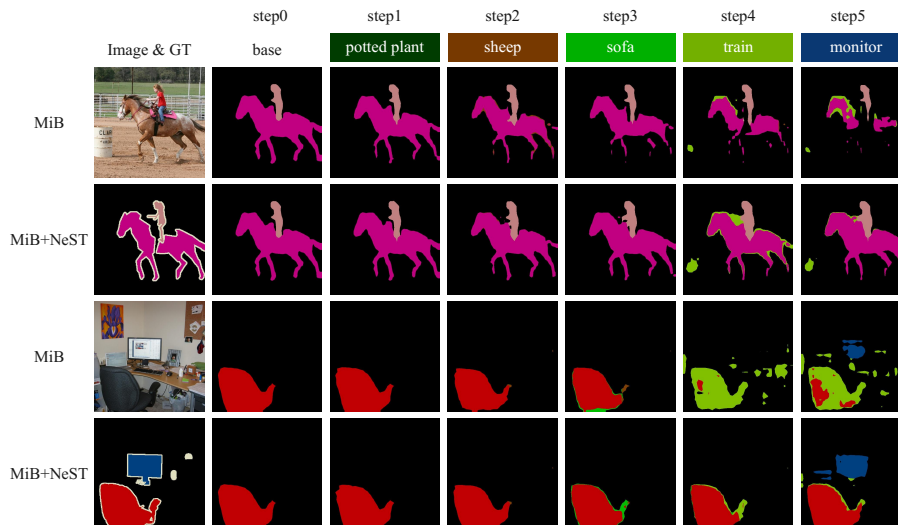 step0 step1 step2 step3 step4 step5
Image & GT base potted plant sheep sofa train monitor
MiB
CLAR
MiB+NeST
MiB
MiB+NeST